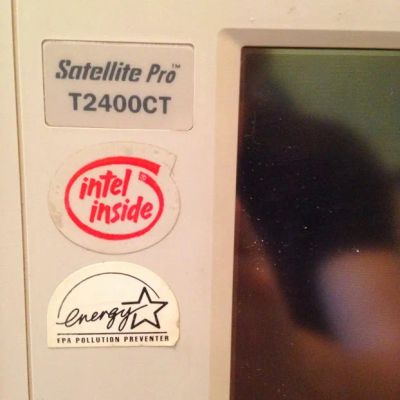 Satellite Pro™
T2400CT
intel®
inside
energy
EPA POLLUTION PREVENTER